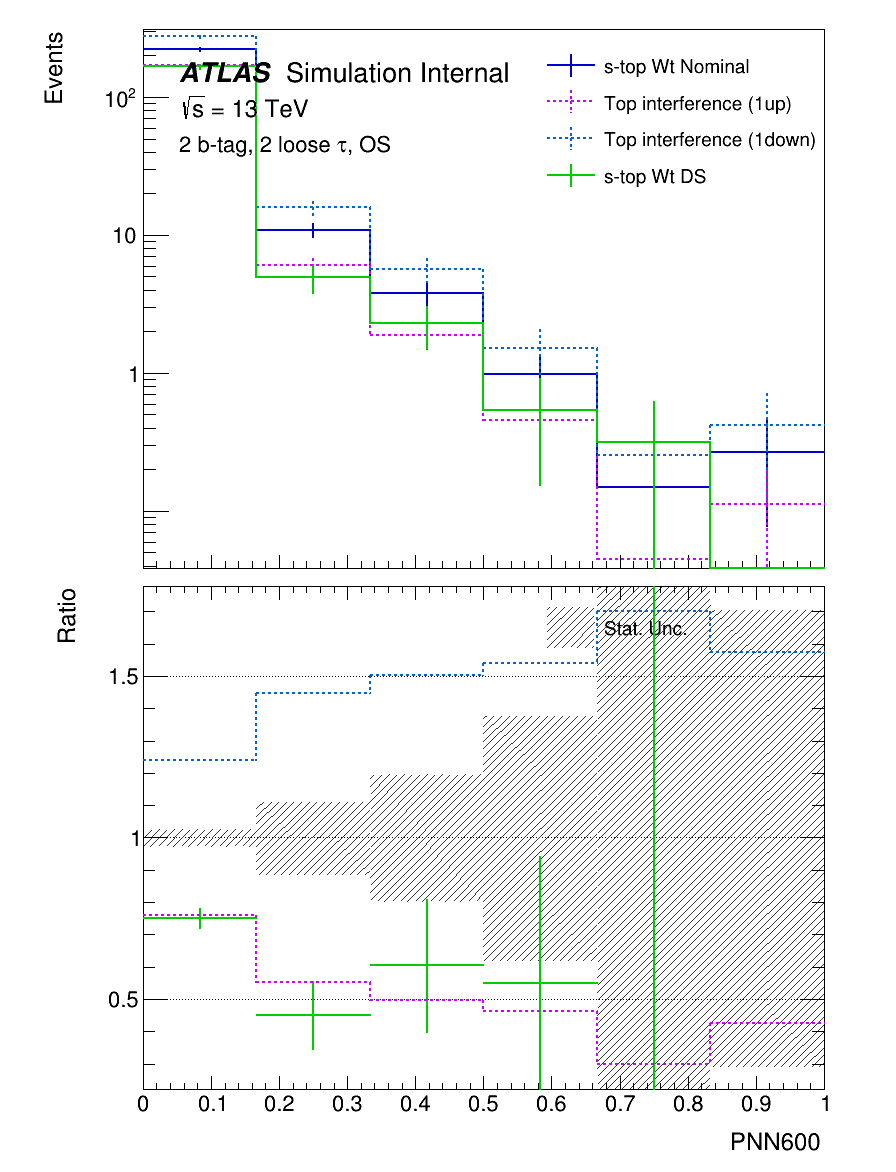 Events
ATLAS Simulation Internal
√s = 13 TeV
2 b-tag, 2 loose τ, OS
s-top Wt Nominal
Top interference (1up)
Top interference (1down)
s-top Wt DS
10²
10
1
Ratio
Stat. Unc.
1.5
1
0.5
0 0.1 0.2 0.3 0.4 0.5 0.6 0.7 0.8 0.9 1
PNN600